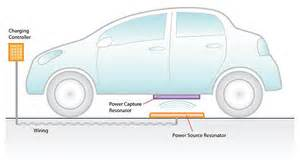 Charging
Controller
Power Capture
Resonator
Wiring
Power Source Resonator